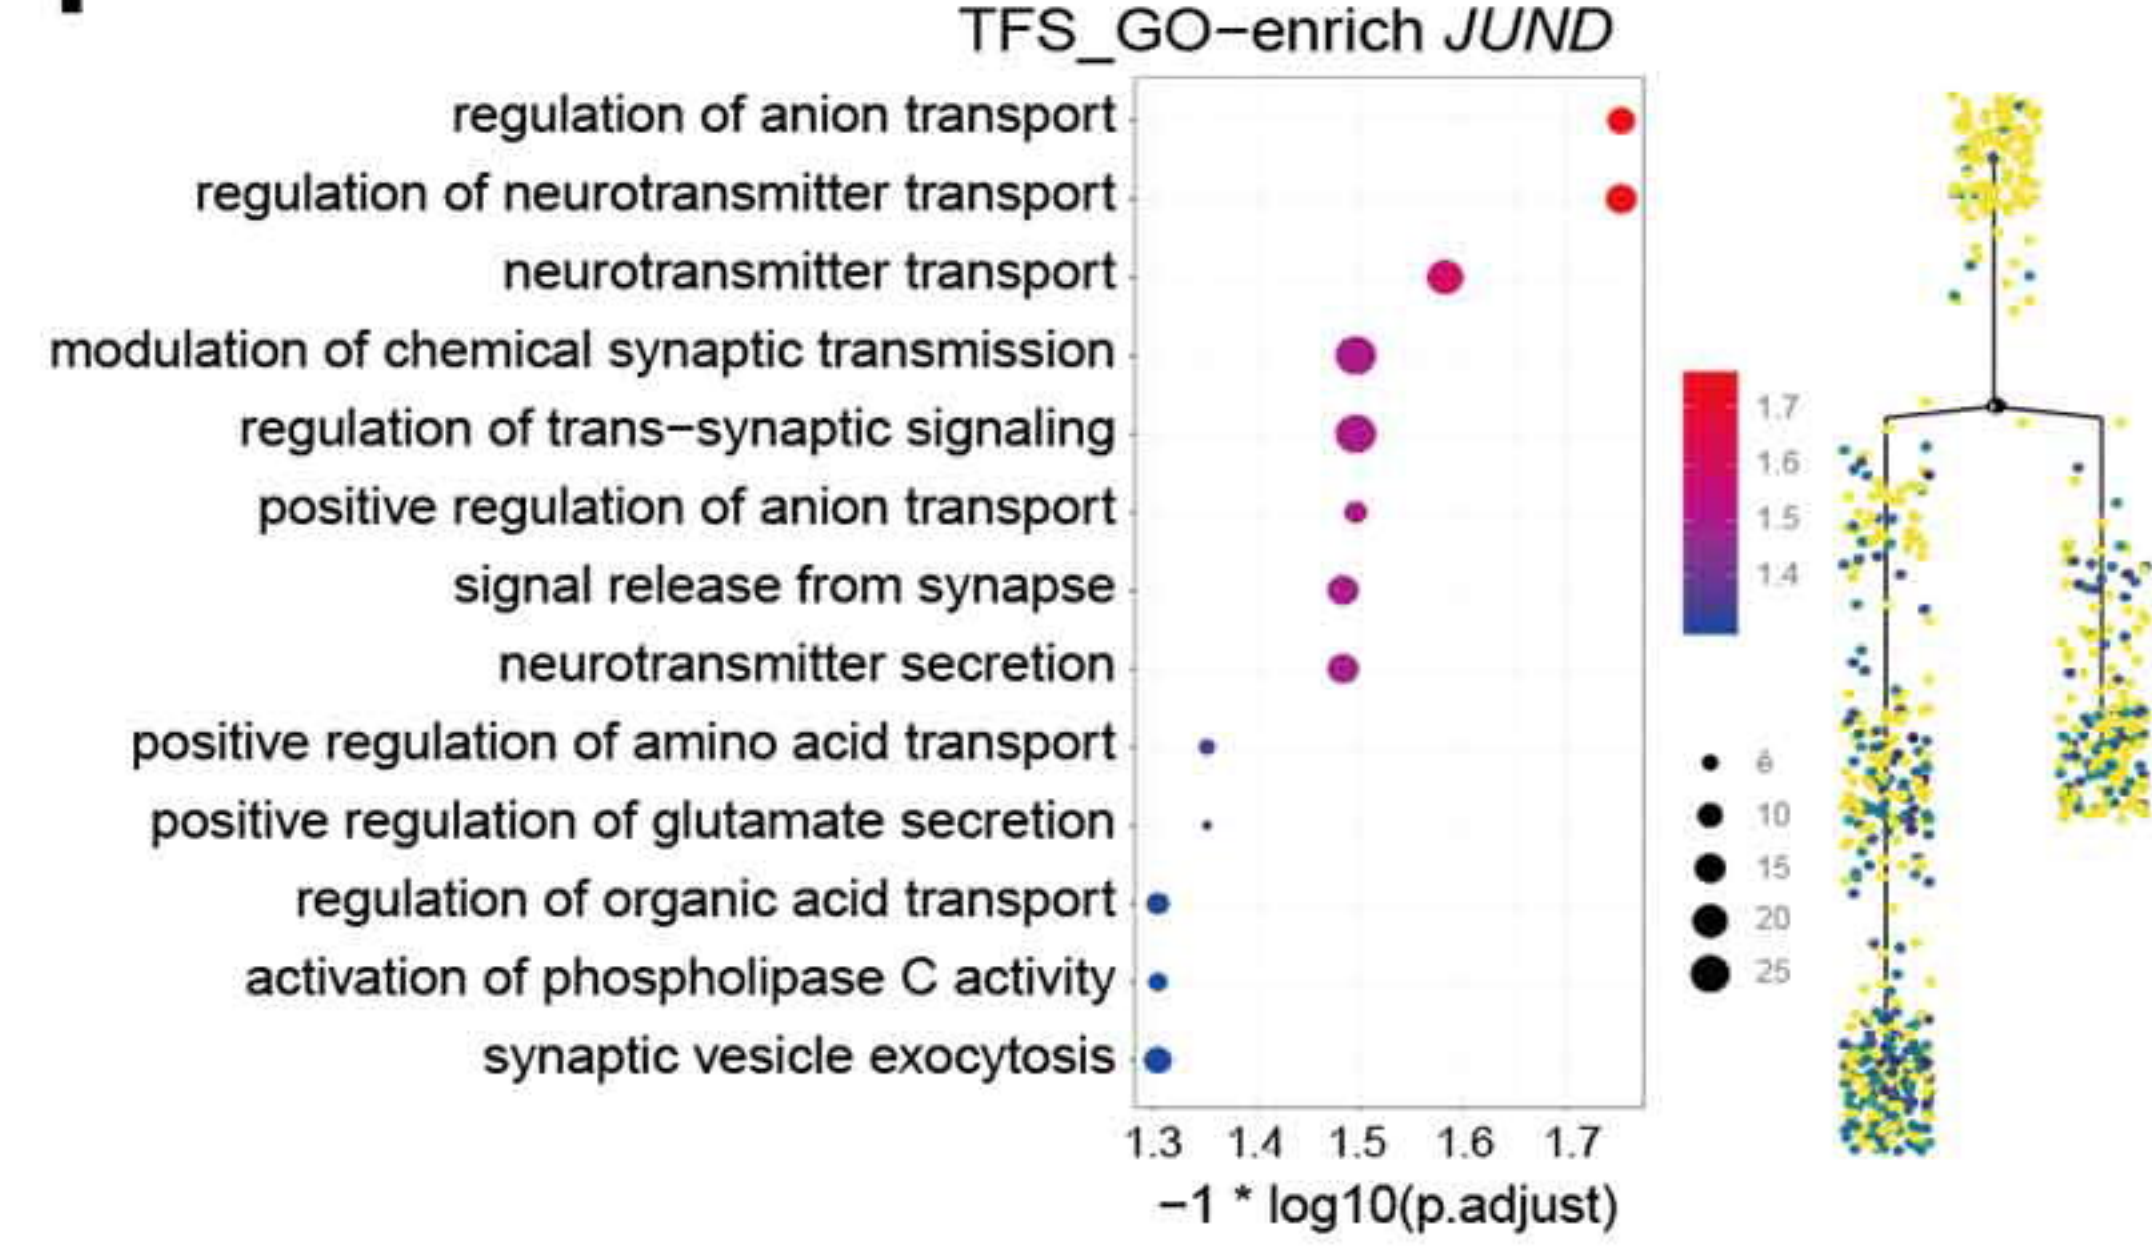 TFS_GO−enrich JUND
regulation of anion transport
regulation of neurotransmitter transport
neurotransmitter transport
modulation of chemical synaptic transmission
regulation of trans−synaptic signaling
positive regulation of anion transport
signal release from synapse
neurotransmitter secretion
positive regulation of amino acid transport
positive regulation of glutamate secretion
regulation of organic acid transport
activation of phospholipase C activity
synaptic vesicle exocytosis
1.3 1.4 1.5 1.6 1.7
−1 * log10(p.adjust)
1.7
1.6
1.5
1.4
10
15
20
25